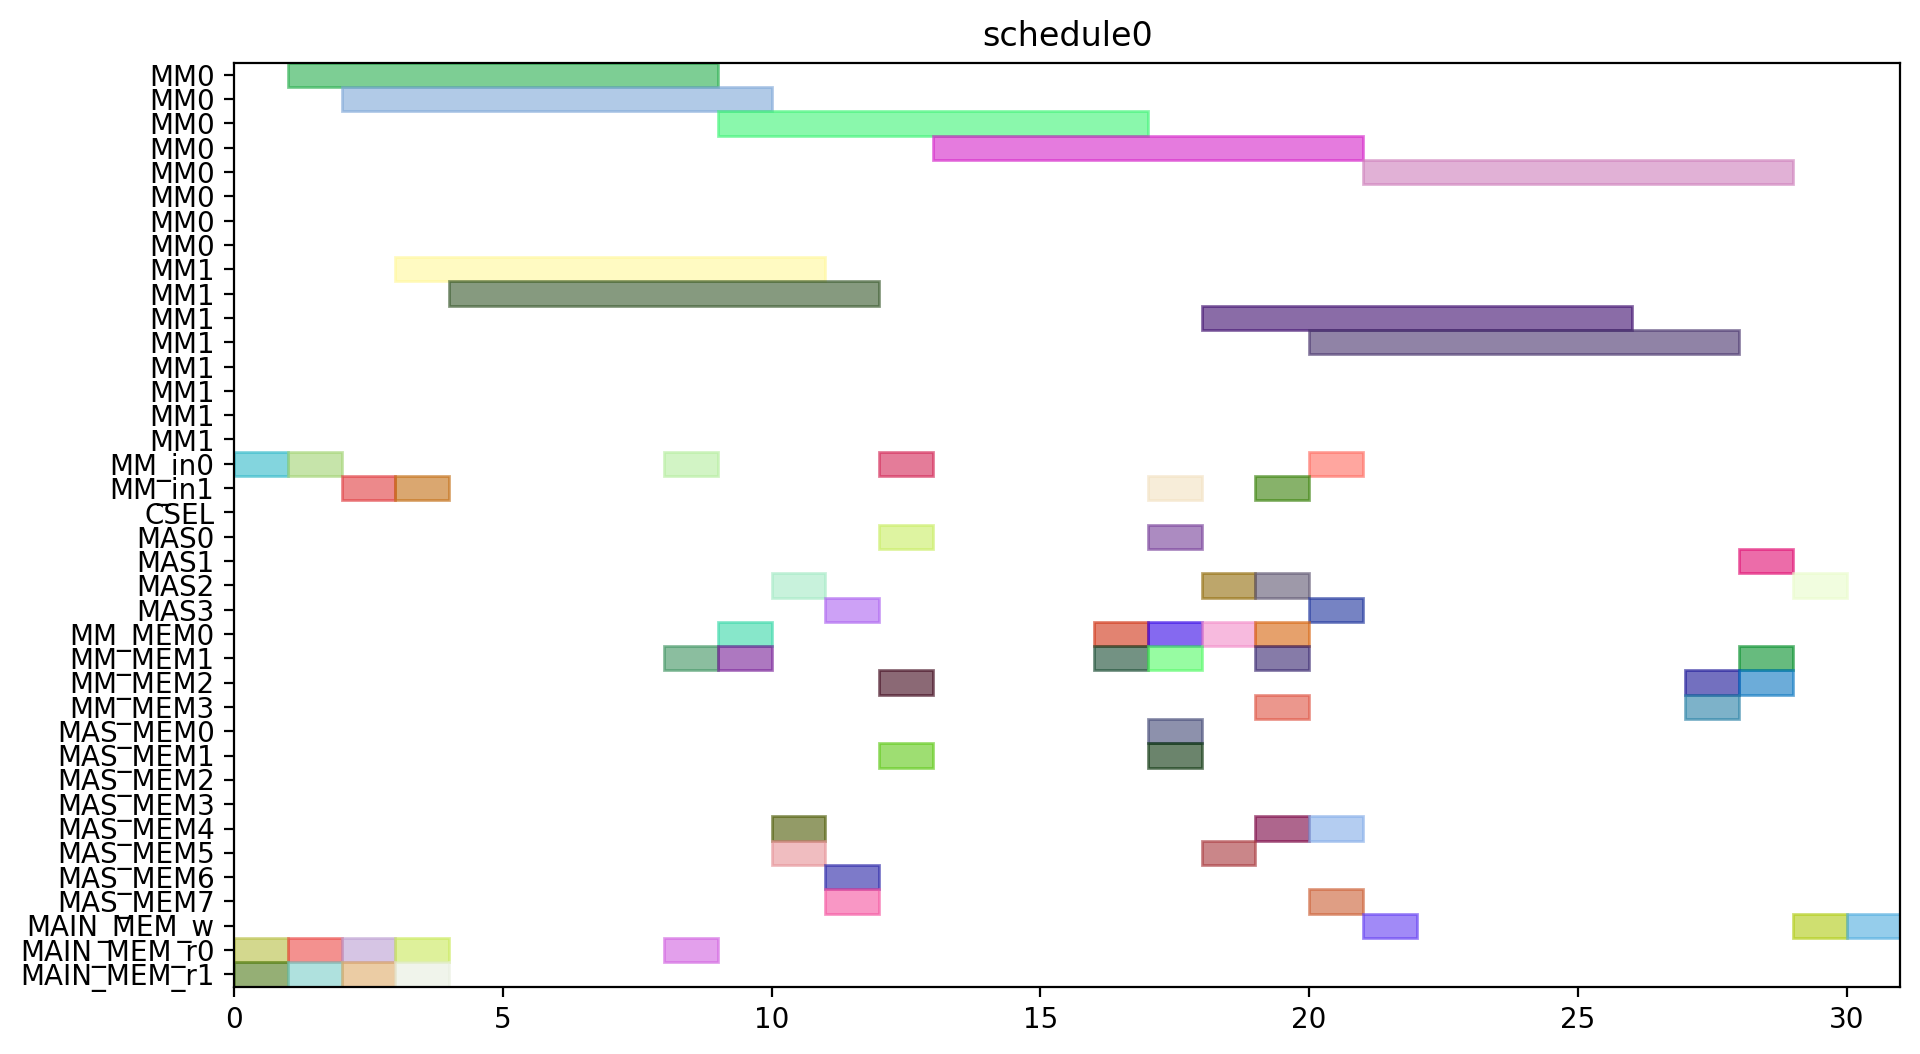 schedule0
MM0
MM0
MM0
MM0
MM0
MM0
MM0
MM0
MM1
MM1
MM1
MM1
MM1
MM1
MM1
MM1
MM_in0
MM_in1
CSEL
MAS0
MAS1
MAS2
MAS3
MM_MEM0
MM_MEM1
MM_MEM2
MM_MEM3
MAS_MEM0
MAS_MEM1
MAS_MEM2
MAS_MEM3
MAS_MEM4
MAS_MEM5
MAS_MEM6
MAS_MEM7
MAIN_MEM_w
MAIN_MEM_r0
MAIN_MEM_r1
0 5 10 15 20 25 30